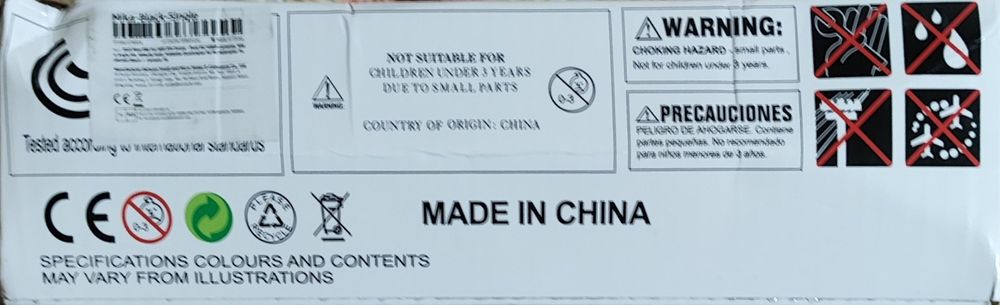 Mika-Black-Single
CE
Tested according to international standards
WARNING
NOT SUITABLE FOR
CHILDREN UNDER 3 YEARS
DUE TO SMALL PARTS
0-3
COUNTRY OF ORIGIN: CHINA
WARNING:
CHOKING HAZARD - small parts.
Not for children under 3 years.
PRECAUCIONES
PELIGRO DE AHOGARSE. Contiene
partes pequeñas. No recomendado
para niños menores de 3 años.
CE
0-3
PLEASE
RECYCLE
MADE IN CHINA
SPECIFICATIONS COLOURS AND CONTENTS
MAY VARY FROM ILLUSTRATIONS